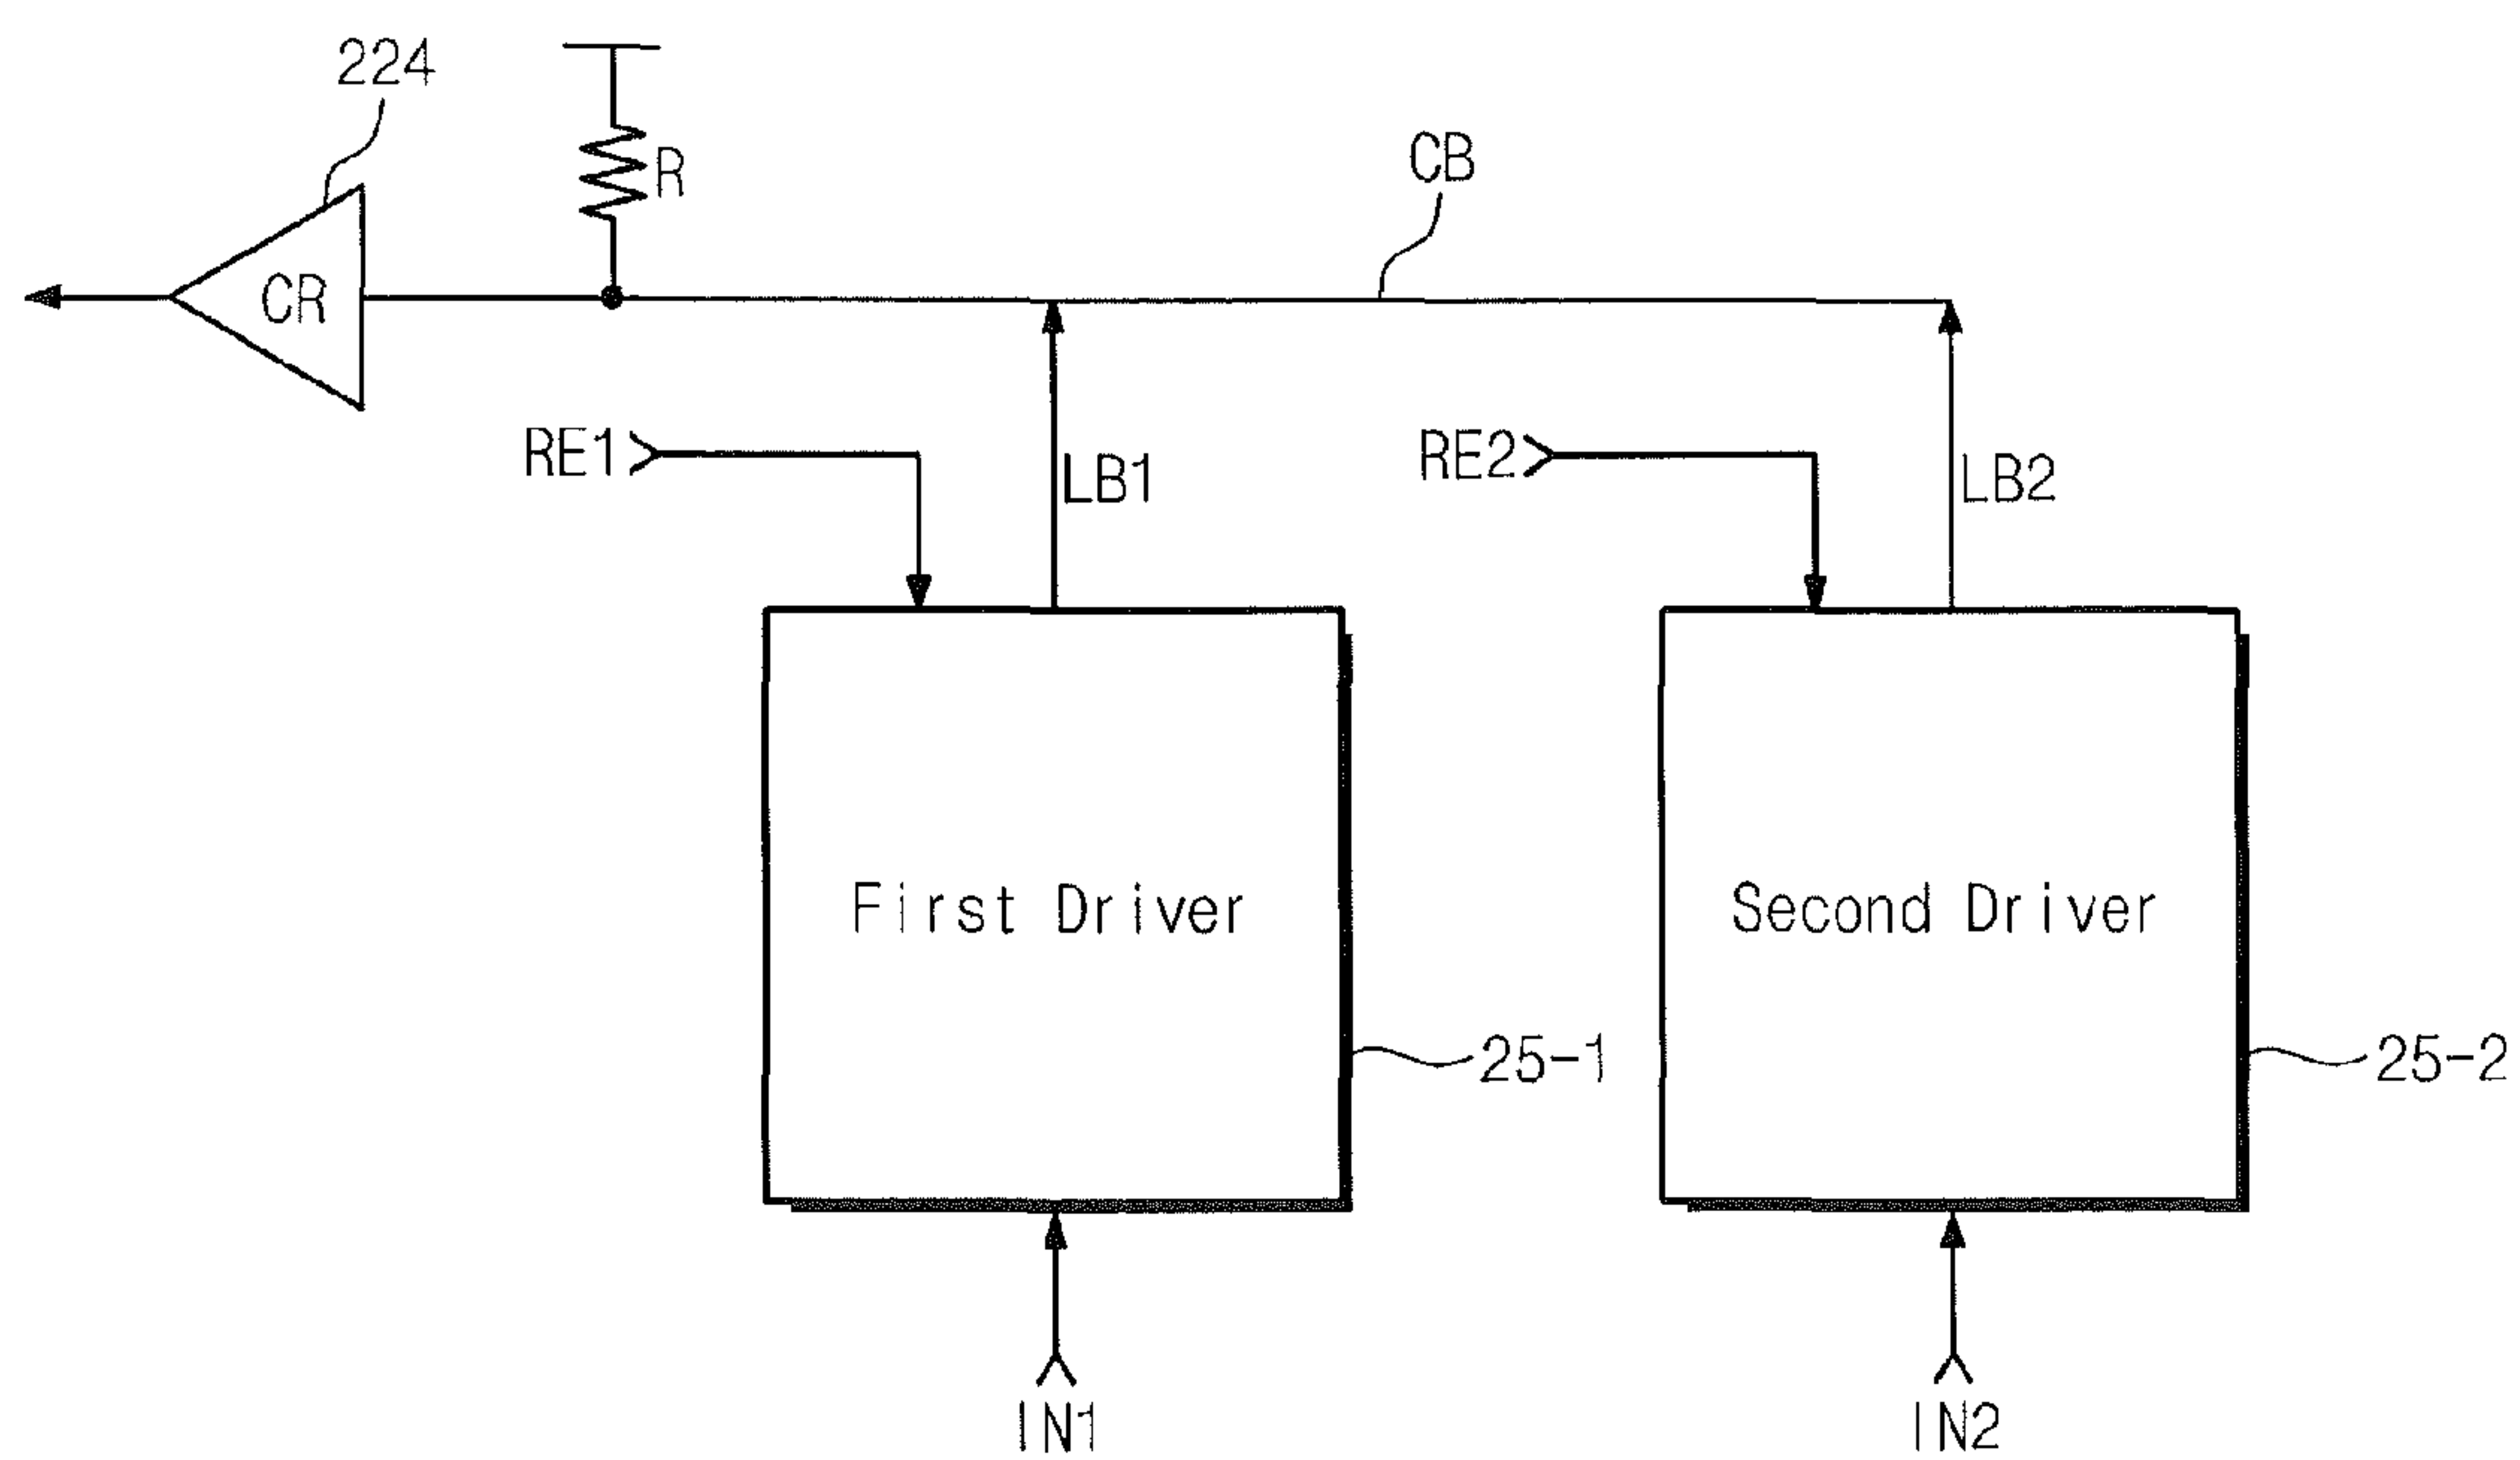 224
R
CB
CR
RE1
LB1
RE2
LB2
First Driver
Second Driver
25-1
25-2
IN1
IN2